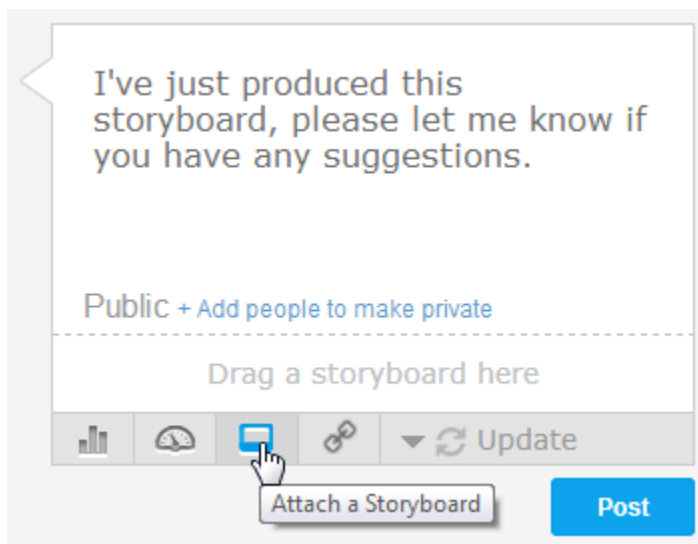 I've just produced this
storyboard, please let me know if
you have any suggestions.
Public + Add people to make private
Drag a storyboard here
Update
Attach a Storyboard
Post